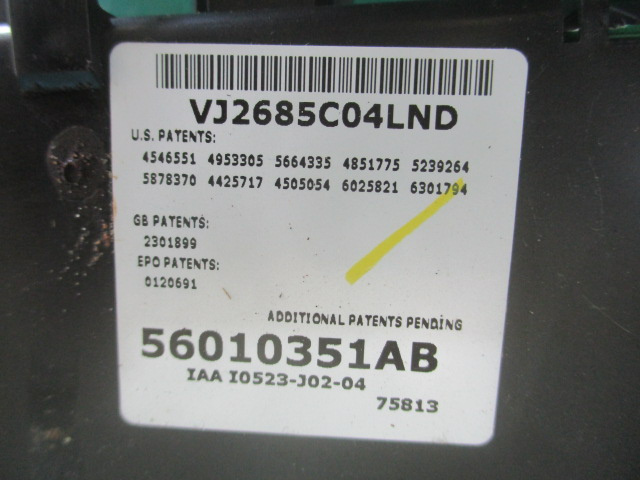 VJ2685C04LND
U.S. PATENTS:
4546551 4953305 5664335 4851775 5239264
5878370 4425717 4505054 6025821 6301794
GB PATENTS:
2301899
EPO PATENTS:
0120691
ADDITIONAL PATENTS PENDING
56010351AB
IAA I0523-J02-04
75813